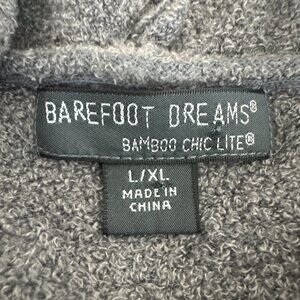 BAREFOOT DREAMS®
BAMBOO CHIC LITE®
L/XL
MADE IN
CHINA